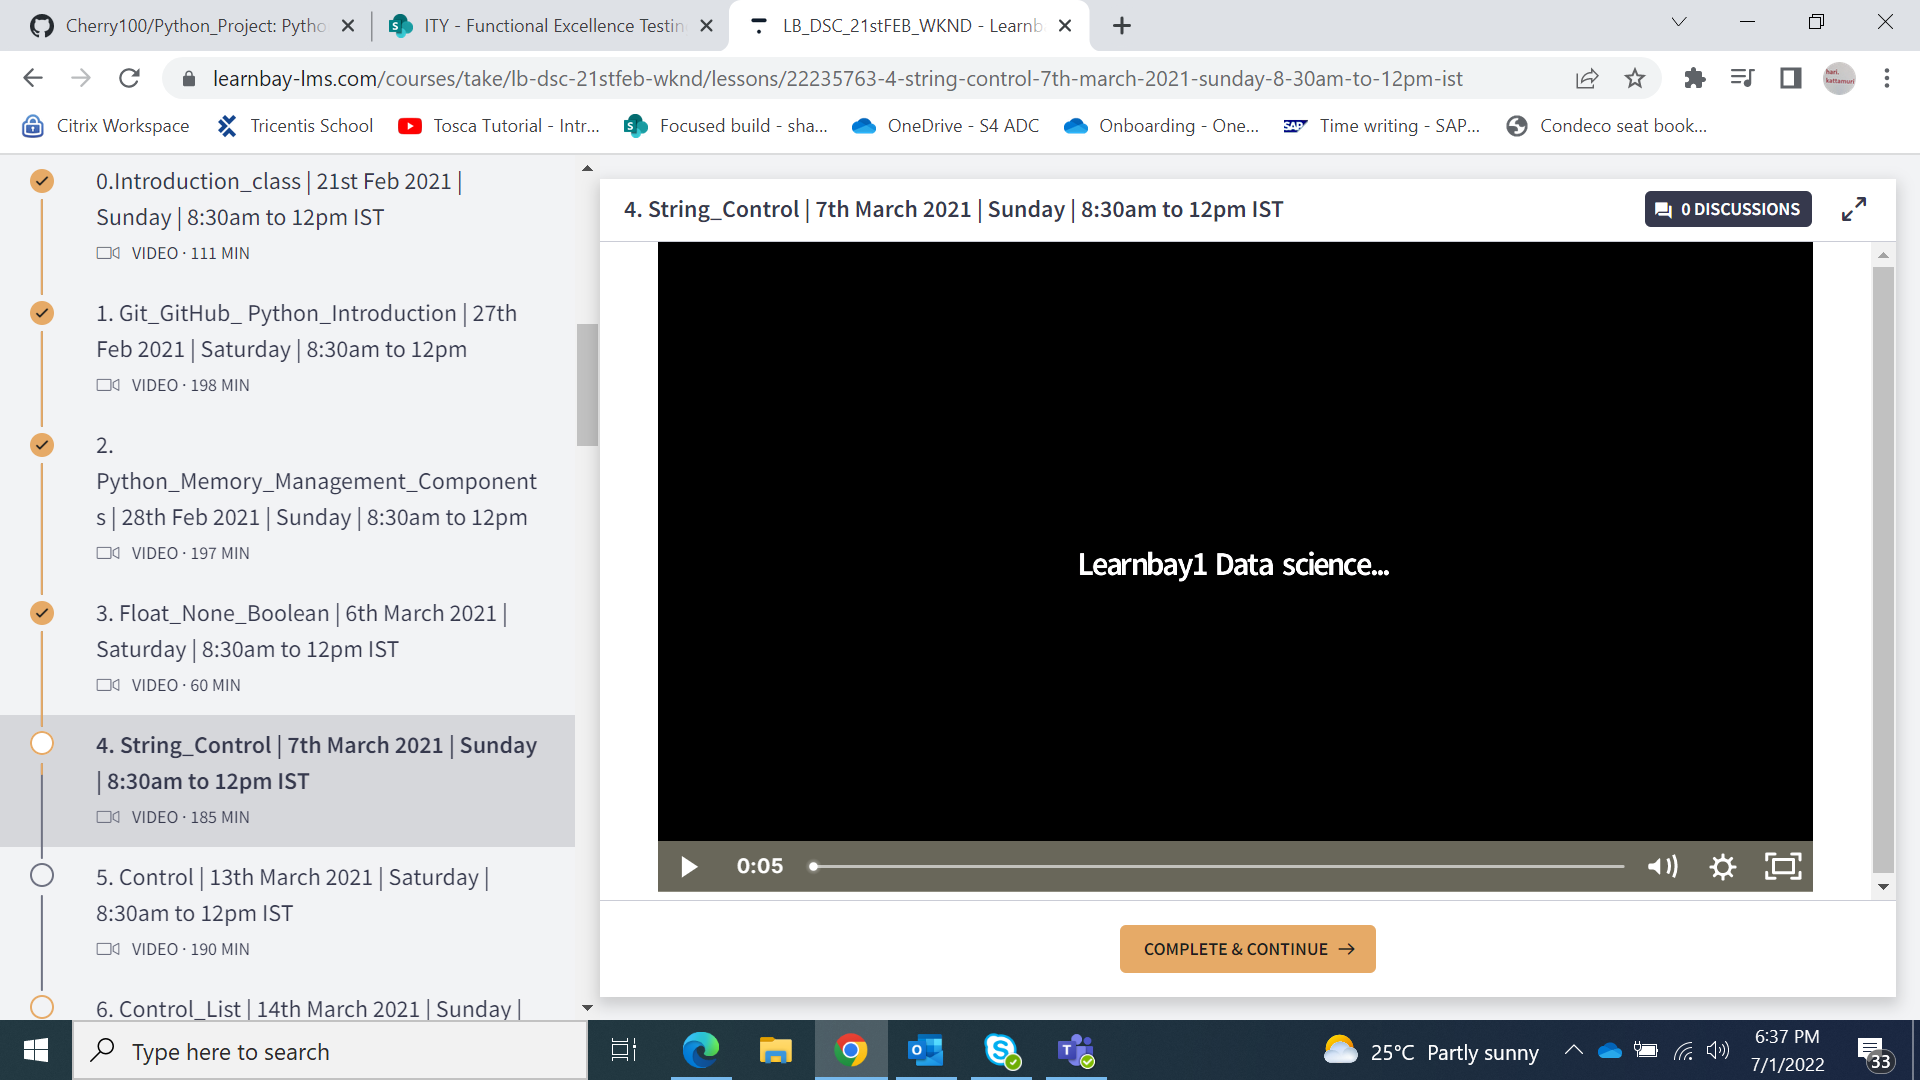 Cherry100/Python_Project: Pytho
ITY - Functional Excellence Testin
LB_DSC_21stFEB_WKND - Learnb
learnbay-lms.com/courses/take/lb-dsc-21stfeb-wknd/lessons/22235763-4-string-control-7th-march-2021-sunday-8-30am-to-12pm-ist
Citrix Workspace
Tricentis School
Tosca Tutorial - Intr...
Focused build - sha...
OneDrive - S4 ADC
Onboarding - One...
SAP
Time writing - SAP...
Condeco seat book...
0.Introduction_class | 21st Feb 2021 |
Sunday | 8:30am to 12pm IST
VIDEO · 111 MIN
1. Git_GitHub_ Python_Introduction | 27th
Feb 2021 | Saturday | 8:30am to 12pm
VIDEO · 198 MIN
2.
Python_Memory_Management_Component
s | 28th Feb 2021 | Sunday | 8:30am to 12pm
VIDEO · 197 MIN
3. Float_None_Boolean | 6th March 2021 |
Saturday | 8:30am to 12pm IST
VIDEO · 60 MIN
4. String_Control | 7th March 2021 | Sunday
| 8:30am to 12pm IST
VIDEO · 185 MIN
5. Control | 13th March 2021 | Saturday |
8:30am to 12pm IST
VIDEO · 190 MIN
6. Control_List | 14th March 2021 | Sunday |
4. String_Control | 7th March 2021 | Sunday | 8:30am to 12pm IST
0 DISCUSSIONS
Learnbay1 Data science...
0:05
COMPLETE & CONTINUE →
Type here to search
25°C Partly sunny
6:37 PM
7/1/2022
33